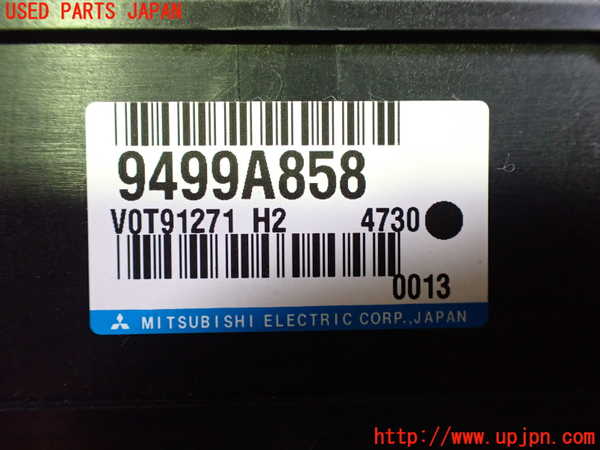 USED PARTS JAPAN
9499A858
V0T91271 H2 4730
0013
MITSUBISHI ELECTRIC CORP.,JAPAN
http://www.upjpn.com/